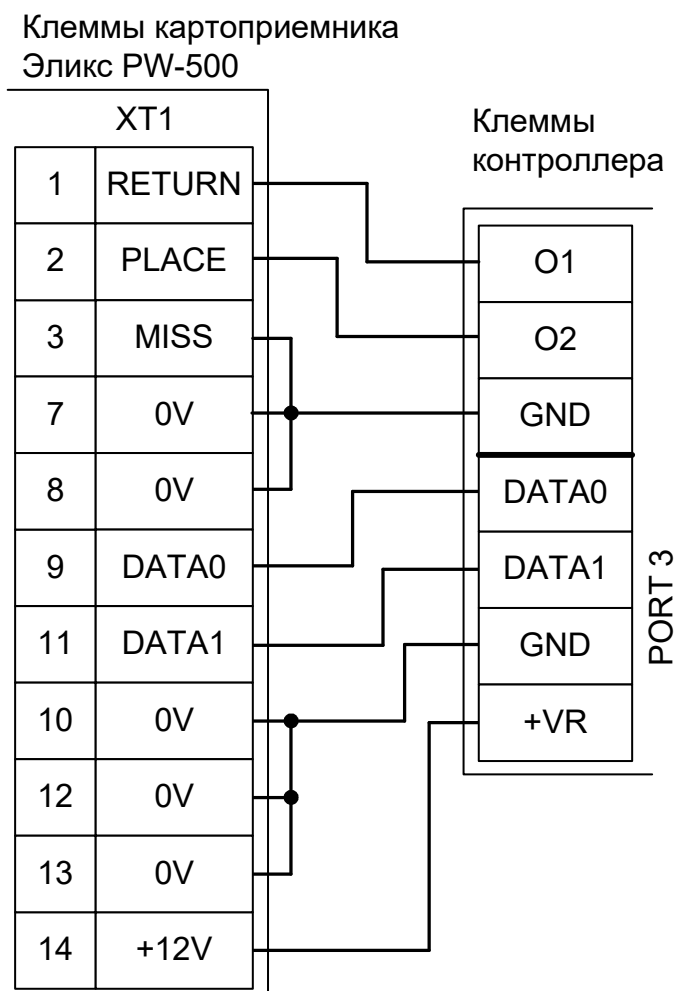 Клеммы картоприемника
Эликс PW-500
XT1
1 RETURN
2 PLACE
3 MISS
7 0V
8 0V
9 DATA0
11 DATA1
10 0V
12 0V
13 0V
14 +12V
Клеммы
контроллера
O1
O2
GND
DATA0
DATA1
GND
+VR
PORT 3